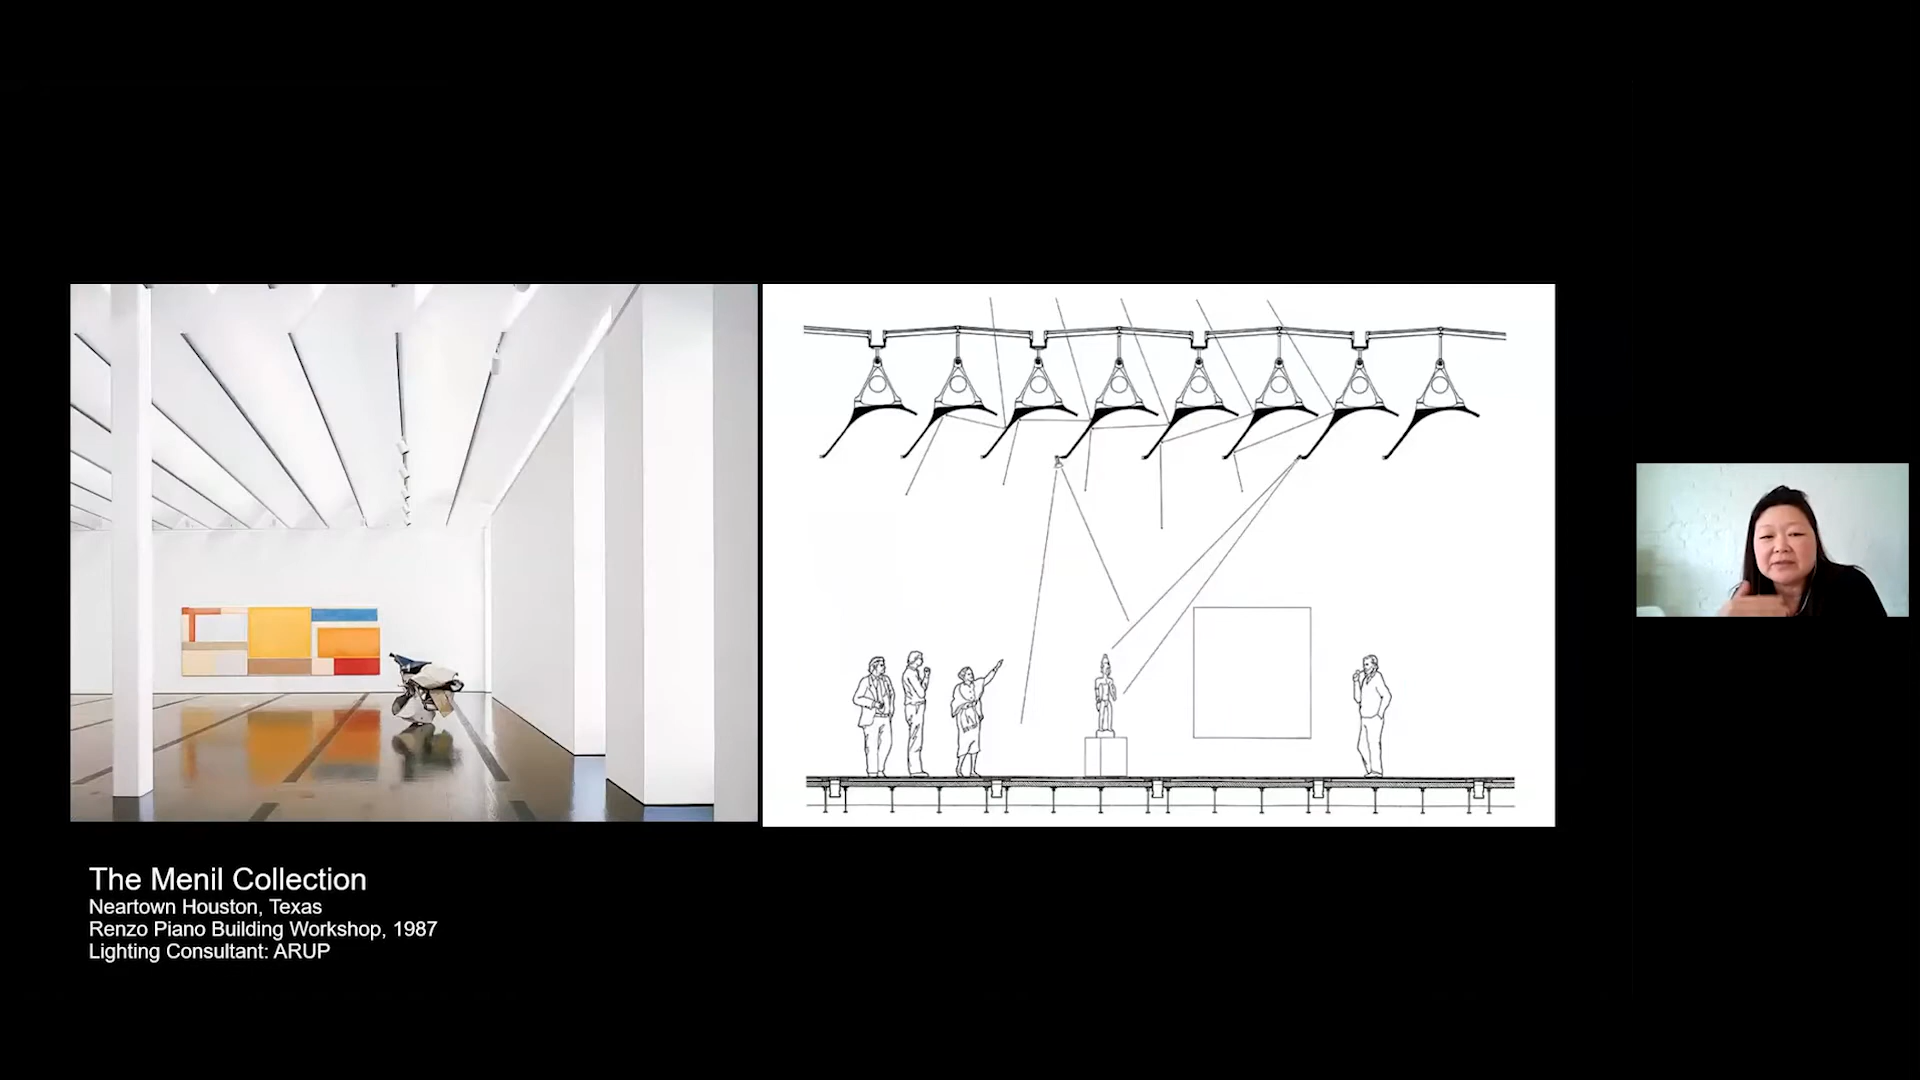 The Menil Collection
Neartown Houston, Texas
Renzo Piano Building Workshop, 1987
Lighting Consultant: ARUP